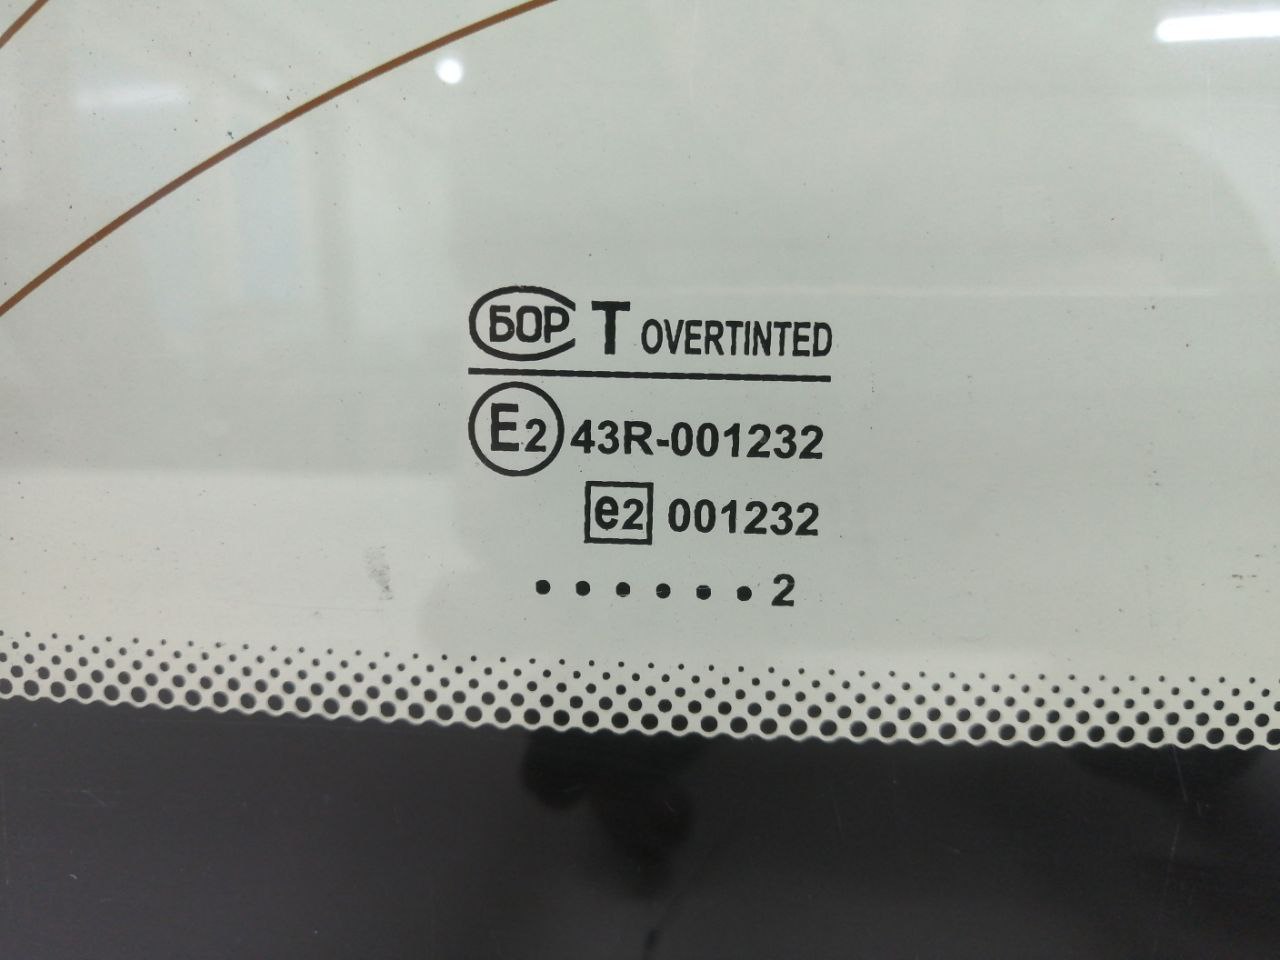 БОР T OVERTINTED
E2 43R-001232
e2 001232
• • • • • • 2